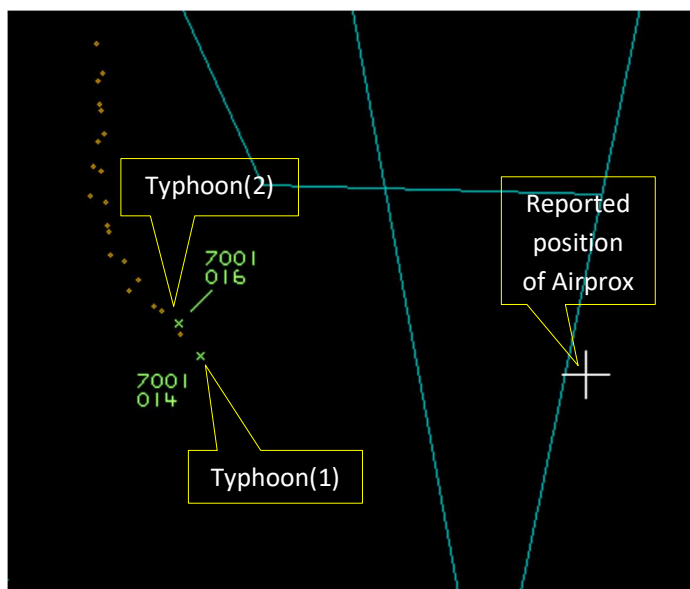 Typhoon(2)
Reported
position
of Airprox
7001
016
7001
014
Typhoon(1)